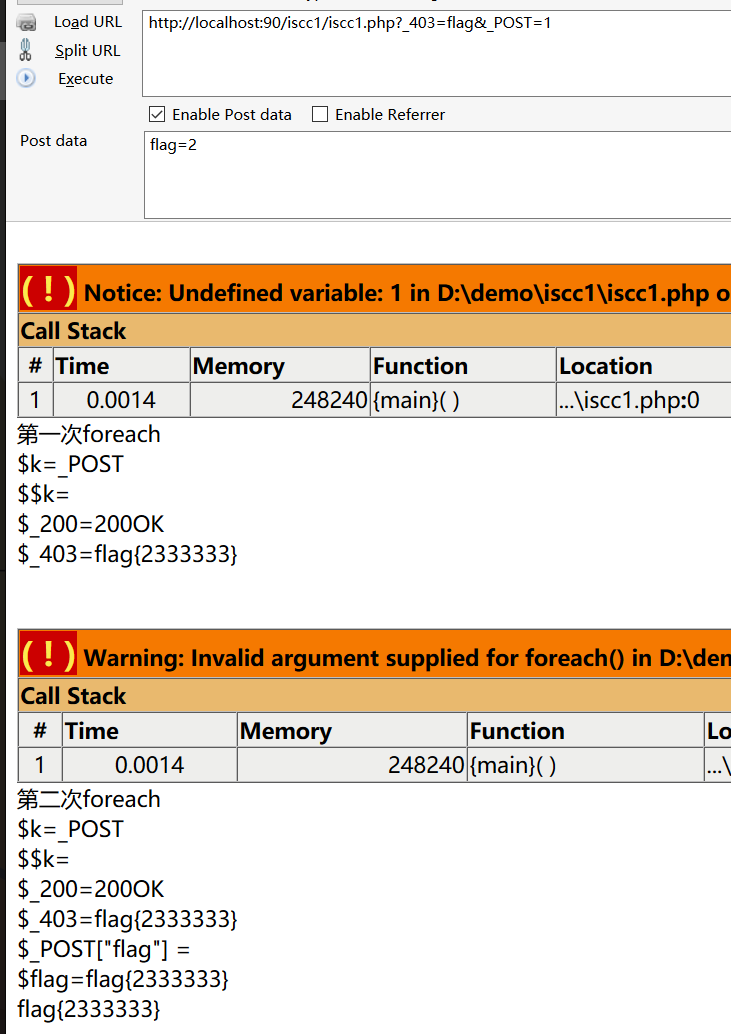 Load URL
http://localhost:90/iscc1/iscc1.php?_403=flag&_POST=1
Split URL
Execute
Enable Post data Enable Referrer
Post data
flag=2
( ! ) Notice: Undefined variable: 1 in D:\demo\iscc1\iscc1.php o
Call Stack
# Time Memory Function Location
1 0.0014 248240 {main}( ) ...\iscc1.php:0
第一次foreach
$k=_POST
$$k=
$_200=200OK
$_403=flag{2333333}
( ! ) Warning: Invalid argument supplied for foreach() in D:\den
Call Stack
# Time Memory Function Lo
1 0.0014 248240 {main}( ) ...\
第二次foreach
$k=_POST
$$k=
$_200=200OK
$_403=flag{2333333}
$_POST["flag"] =
$flag=flag{2333333}
flag{2333333}